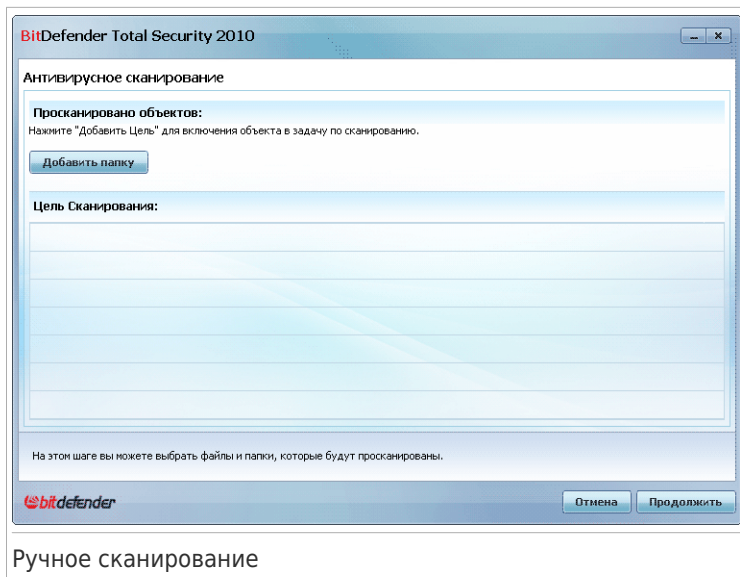 BitDefender Total Security 2010
Антивирусное сканирование
Просканировано объектов:
Нажмите "Добавить Цель" для включения объекта в задачу по сканированию.
Добавить папку
Цель Сканирования:
На этом шаге вы можете выбрать файлы и папки, которые будут просканированы.
bitdefender
Отмена
Продолжить
Ручное сканирование